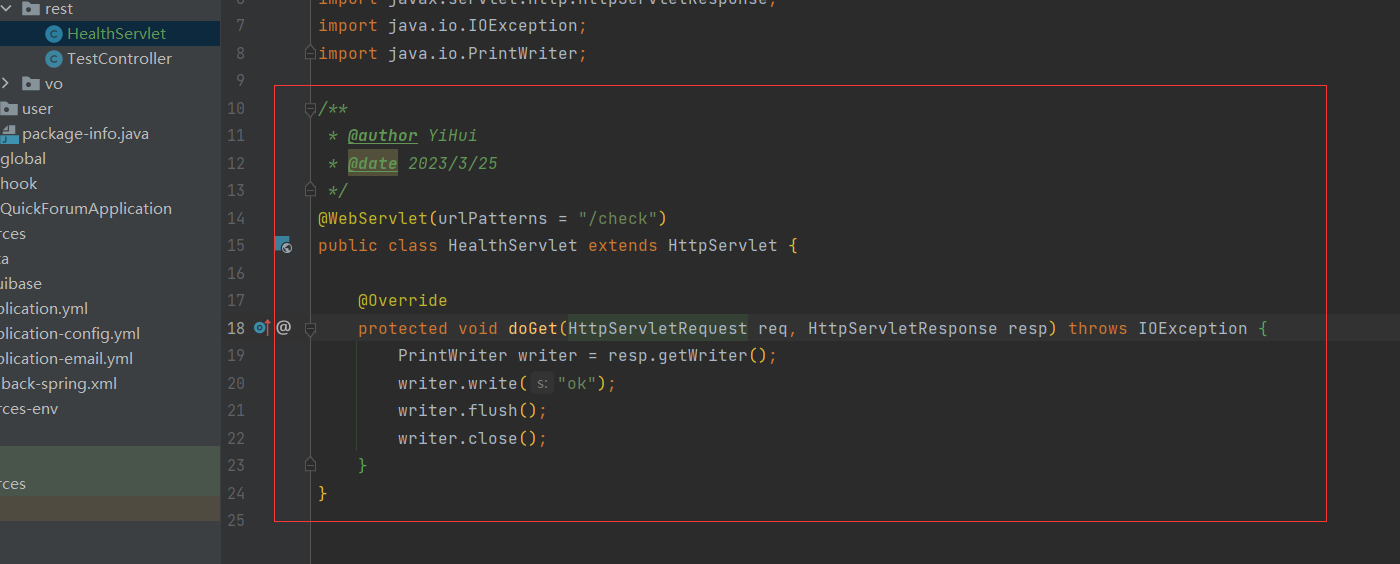 rest
HealthServlet
TestController
vo
user
package-info.java
global
hook
QuickForumApplication
rces
ta
uibase
plication.yml
plication-config.yml
plication-email.yml
back-spring.xml
rces-env
rces
import javax.servlet.http.HttpServletResponse;
7 import java.io.IOException;
8 import java.io.PrintWriter;
9
10 /**
11 * @author YiHui
12 * @date 2023/3/25
13 */
14 @WebServlet(urlPatterns = "/check")
15 public class HealthServlet extends HttpServlet {
16
17 @Override
18 @ protected void doGet(HttpServletRequest req, HttpServletResponse resp) throws IOException {
19 PrintWriter writer = resp.getWriter();
20 writer.write( s: "ok");
21 writer.flush();
22 writer.close();
23 }
24 }
25